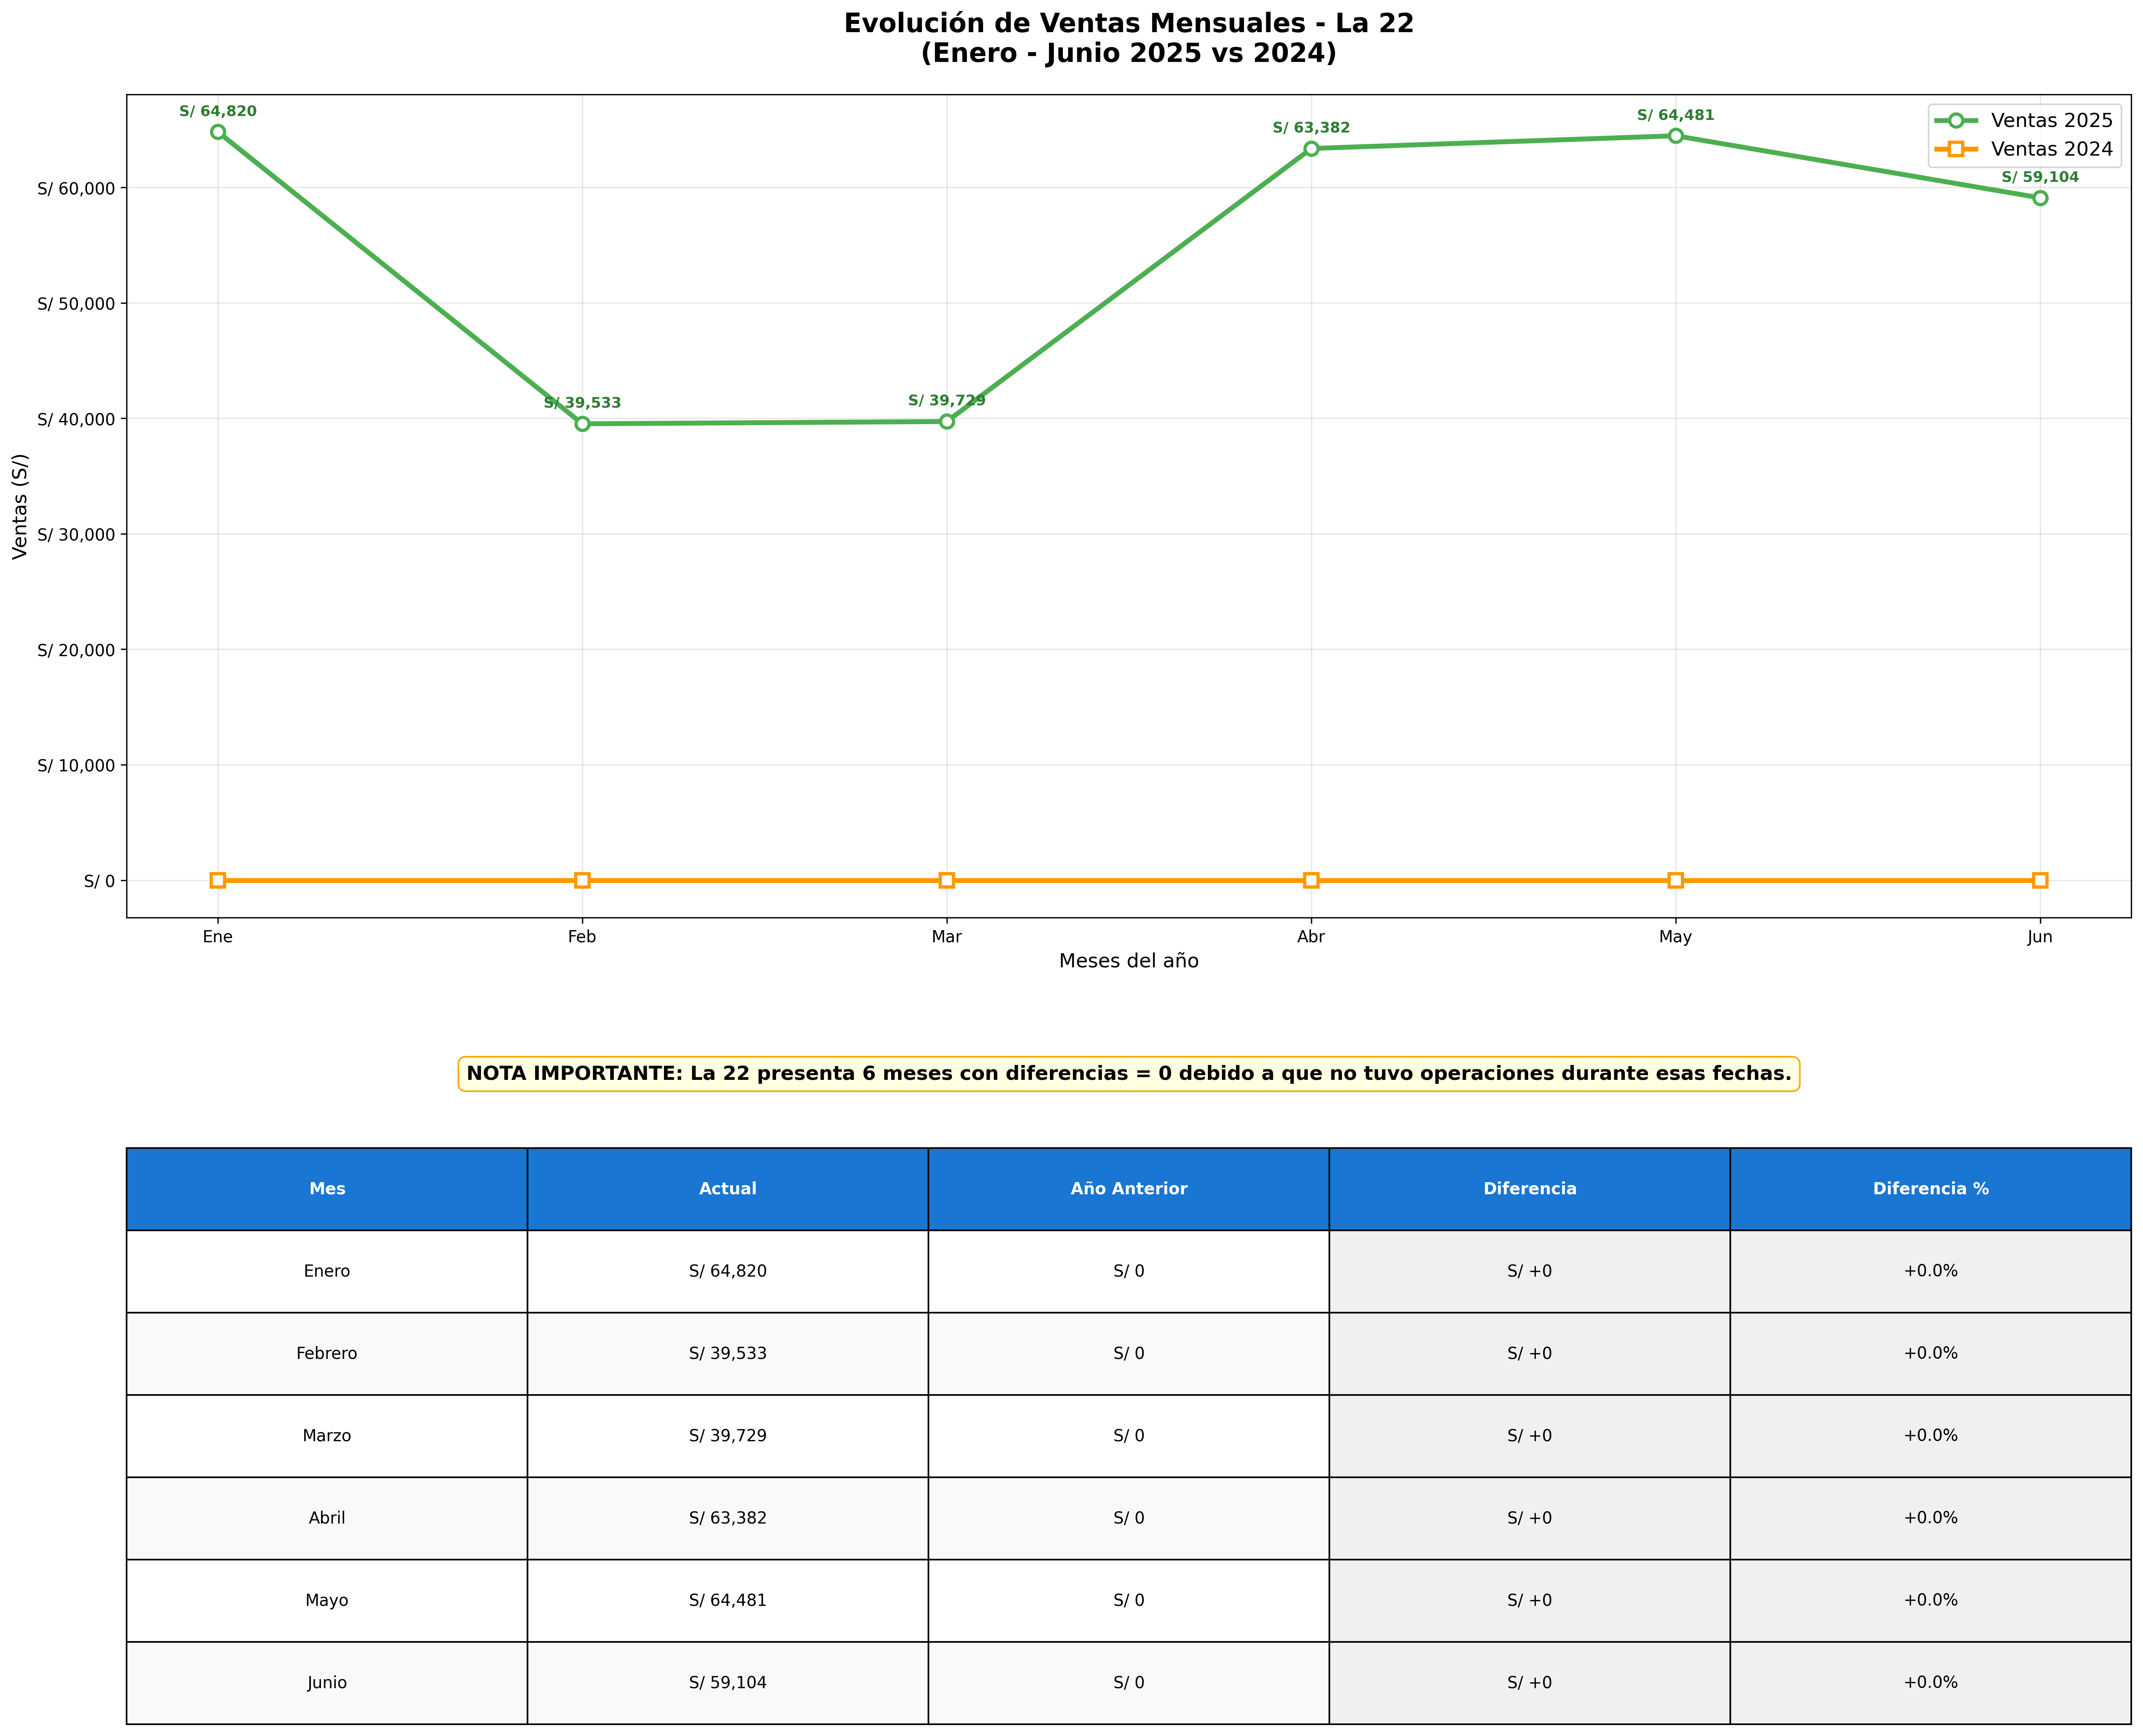 Evolución de Ventas Mensuales - La 22
(Enero - Junio 2025 vs 2024)
S/ 64,820
S/ 39,533
S/ 39,729
S/ 63,382
S/ 64,481
S/ 59,104
Ventas 2025
Ventas 2024
Ventas (S/)
S/ 60,000
S/ 50,000
S/ 40,000
S/ 30,000
S/ 20,000
S/ 10,000
S/ 0
Ene Feb Mar Abr May Jun
Meses del año
NOTA IMPORTANTE: La 22 presenta 6 meses con diferencias = 0 debido a que no tuvo operaciones durante esas fechas.
Mes Actual Año Anterior Diferencia Diferencia %
Enero S/ 64,820 S/ 0 S/ +0 +0.0%
Febrero S/ 39,533 S/ 0 S/ +0 +0.0%
Marzo S/ 39,729 S/ 0 S/ +0 +0.0%
Abril S/ 63,382 S/ 0 S/ +0 +0.0%
Mayo S/ 64,481 S/ 0 S/ +0 +0.0%
Junio S/ 59,104 S/ 0 S/ +0 +0.0%